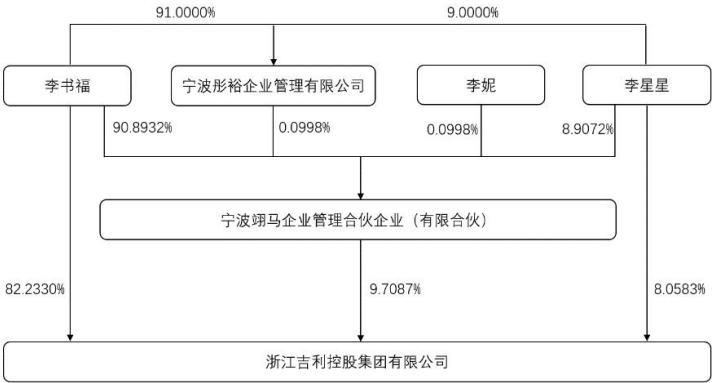 91.0000%
9.0000%
李书福
宁波彤裕企业管理有限公司
李妮
李星星
90.8932%
0.0998%
0.0998%
8.9072%
宁波翊马企业管理合伙企业（有限合伙）
82.2330%
9.7087%
8.0583%
浙江吉利控股集团有限公司